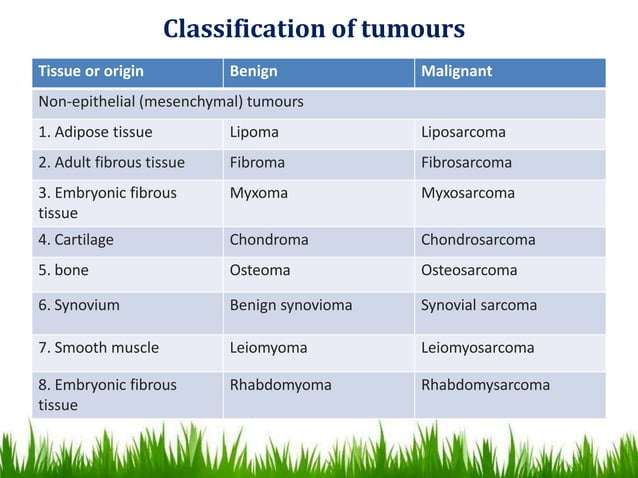 Classification of tumours
Tissue or origin Benign Malignant
Non-epithelial (mesenchymal) tumours
1. Adipose tissue Lipoma Liposarcoma
2. Adult fibrous tissue Fibroma Fibrosarcoma
3. Embryonic fibrous Myxoma Myxosarcoma
tissue
4. Cartilage Chondroma Chondrosarcoma
5. bone Osteoma Osteosarcoma
6. Synovium Benign synovioma Synovial sarcoma
7. Smooth muscle Leiomyoma Leiomyosarcoma
8. Embryonic fibrous Rhabdomyoma Rhabdomysarcoma
tissue